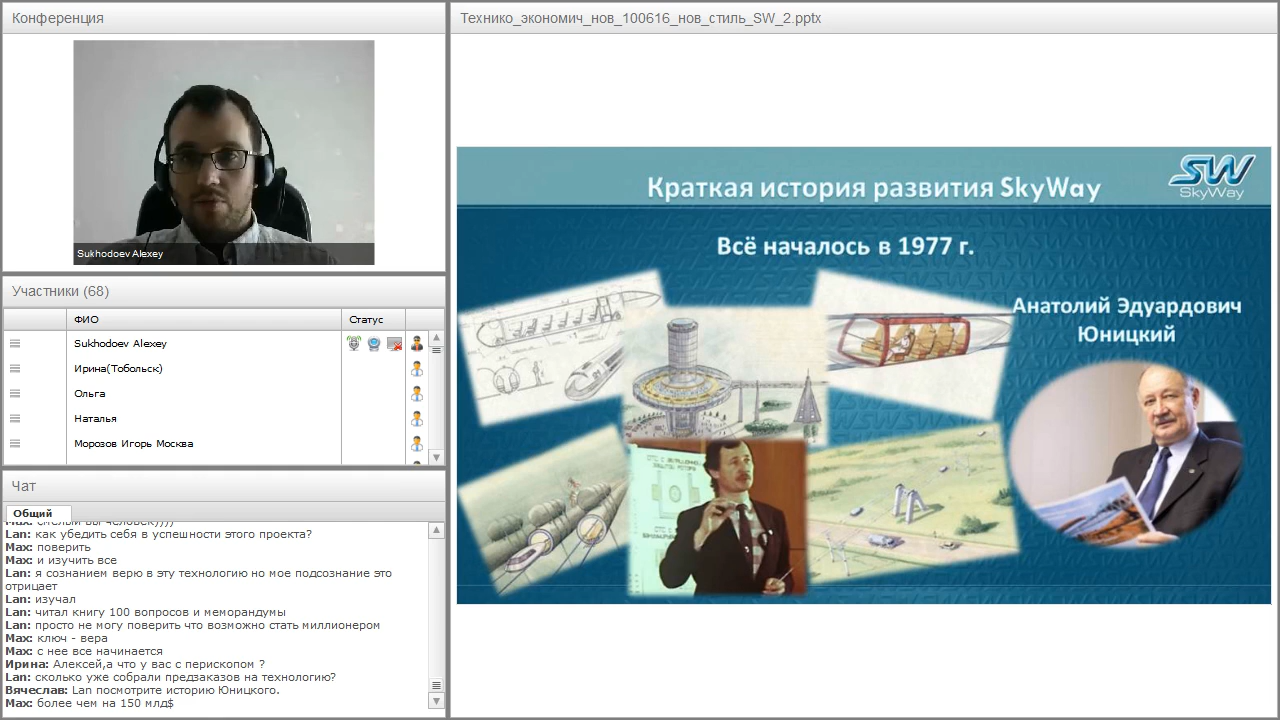 Конференция
Sukhodoev Alexey
Участники (68)
ФИО Статус
Sukhodoev Alexey
Ирина(Тобольск)
Ольга
Наталья
Морозов Игорь Москва
Чат
Общий
Max: смелый вы человек))))
Lan: как убедить себя в успешности этого проекта?
Max: поверить
Max: и изучить все
Lan: я сознанием верю в эту технологию но мое подсознание это
отрицает
Lan: изучал
Lan: читал книгу 100 вопросов и меморандумы
Lan: просто не могу поверить что возможно стать миллионером
Max: ключ - вера
Max: с нее все начинается
Ирина: Алексей,а что у вас с перископом ?
Lan: сколько уже собрали предзаказов на технологию?
Вячеслав: Lan посмотрите историю Юницкого.
Max: более чем на 150 млд$
Технико_экономич_нов_100616_нов_стиль_SW_2.pptx
Краткая история развития SkyWay
SW
SkyWay
Всё началось в 1977 г.
Анатолий Эдуардович
Юницкий